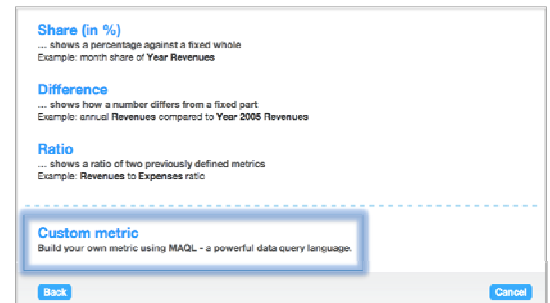 Share (in %)
... shows a percentage against a fixed whole
Example: month share of Year Revenues
Difference
... shows how a number differs from a fixed part
Example: annual Revenues compared to Year 2005 Revenues
Ratio
... shows a ratio of two previously defined metrics
Example: Revenues to Expenses ratio
Custom metric
Build your own metric using MAQL - a powerful data query language.
Back
Cancel